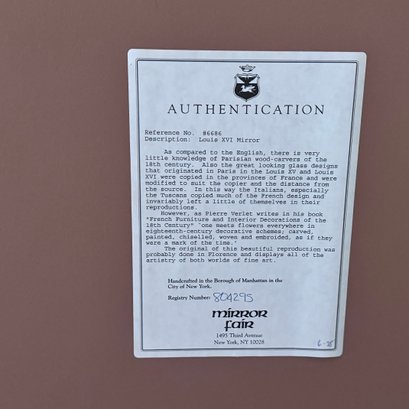 AUTHENTICATION
Reference No. 86686
Description: Louis XVI Mirror
As compared to the English, there is very
little knowledge of Parisian wood-carvers of the
18th century. Also the great looking glass designs
that originated in Paris in the Louis XV and Louis
XVI were copied in the provinces of France and were
modified to suit the copier and the distance from
the source. In this way the Italians, especially
the Tuscans copied much of the French design and
invariably left a little of themselves in their
reproductions.
However, as Pierre Verlet writes in his book
"French Furniture and Interior Decorations of the
18th Century" 'one meets flowers everywhere in
eighteenth-century decorative schemes; carved,
painted, chiselled, woven and embroided, as if they
were a mark of the time.'
The original of this beautiful reproduction was
probably done in Florence and displays all of the
artistry of both worlds of fine art.
Handcrafted in the Borough of Manhattan in the
City of New York.
Registry Number: 804295
mirror
fair
1495 Third Avenue
New York, NY 10028